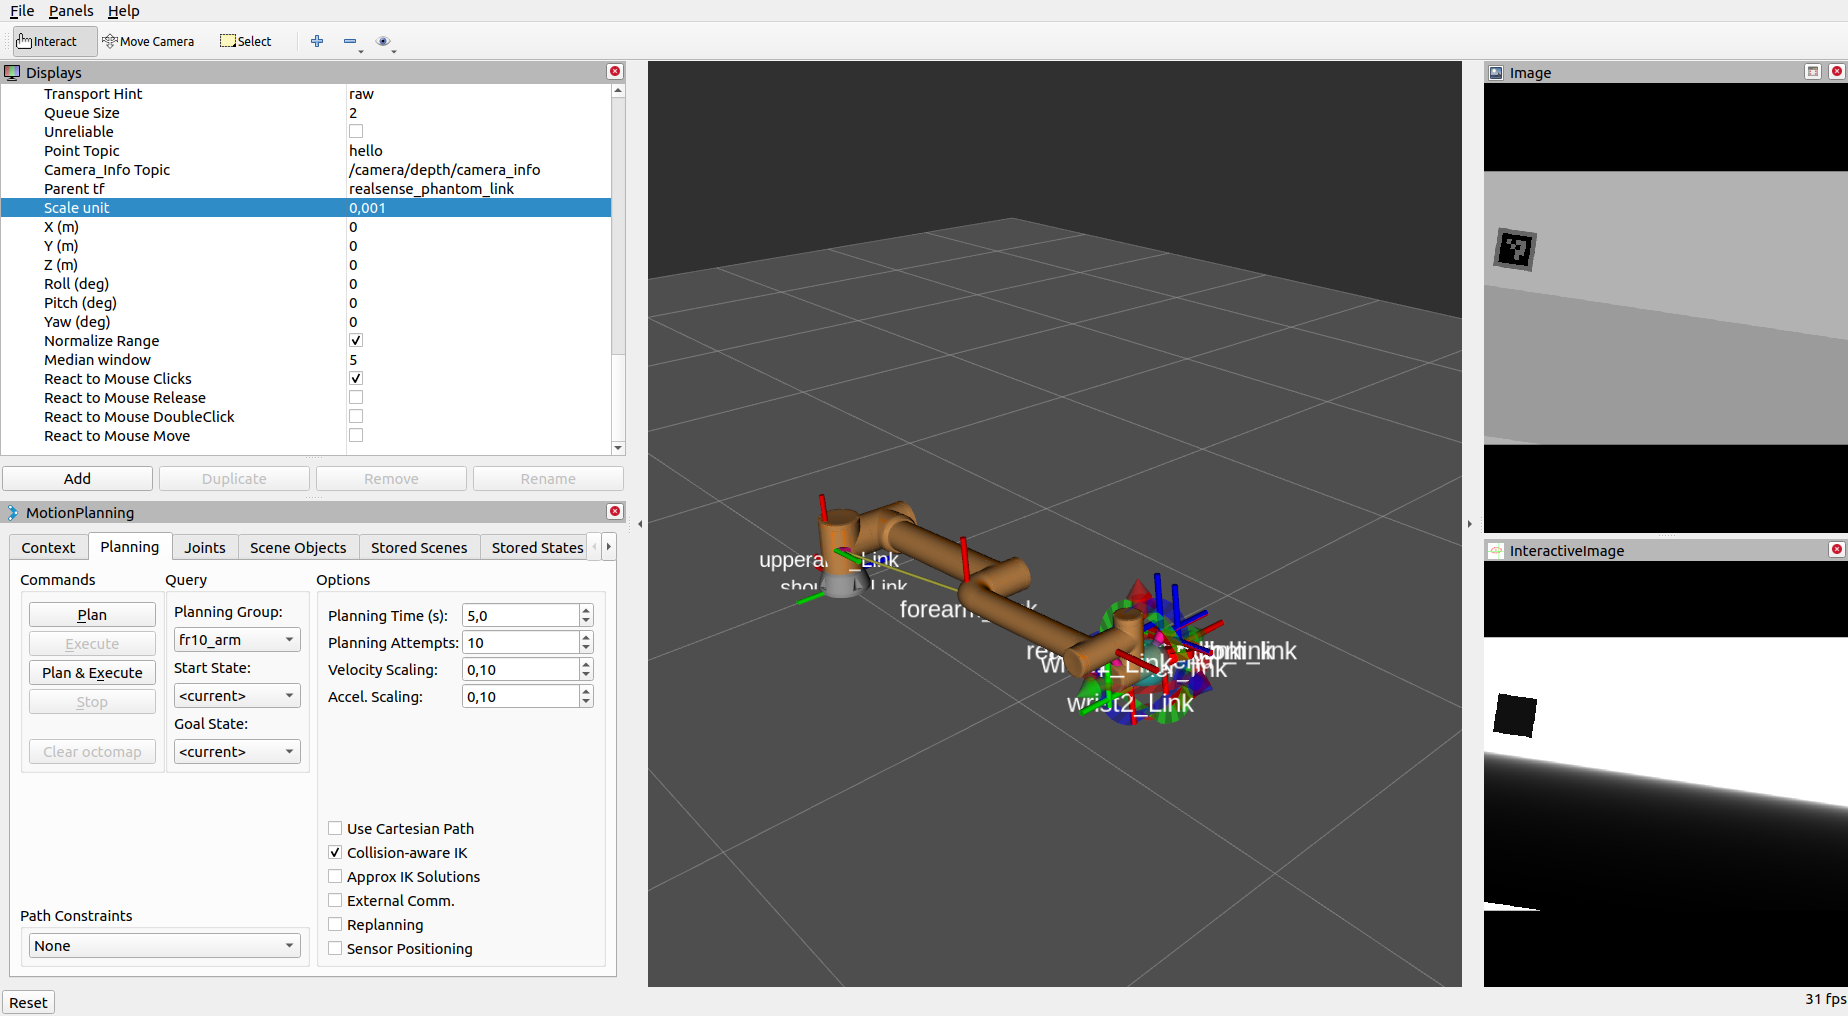 File Panels Help
Interact Move Camera Select
Displays
Transport Hint raw
Queue Size 2
Unreliable
Point Topic hello
Camera_Info Topic /camera/depth/camera_info
Parent tf realsense_phantom_link
Scale unit 0,001
X (m) 0
Y (m) 0
Z (m) 0
Roll (deg) 0
Pitch (deg) 0
Yaw (deg) 0
Normalize Range
Median window 5
React to Mouse Clicks
React to Mouse Release
React to Mouse DoubleClick
React to Mouse Move
Add Duplicate Remove Rename
MotionPlanning
Context Planning Joints Scene Objects Stored Scenes Stored States
Commands
Plan
Execute
Plan & Execute
Stop
Clear octomap
Query
Planning Group:
fr10_arm
Start State:
<current>
Goal State:
<current>
Options
Planning Time (s): 5,0
Planning Attempts: 10
Velocity Scaling: 0,10
Accel. Scaling: 0,10
Use Cartesian Path
Collision-aware IK
Approx IK Solutions
External Comm.
Replanning
Sensor Positioning
Path Constraints
None
Reset
wrist2_Link
Image
InteractiveImage
31 fps